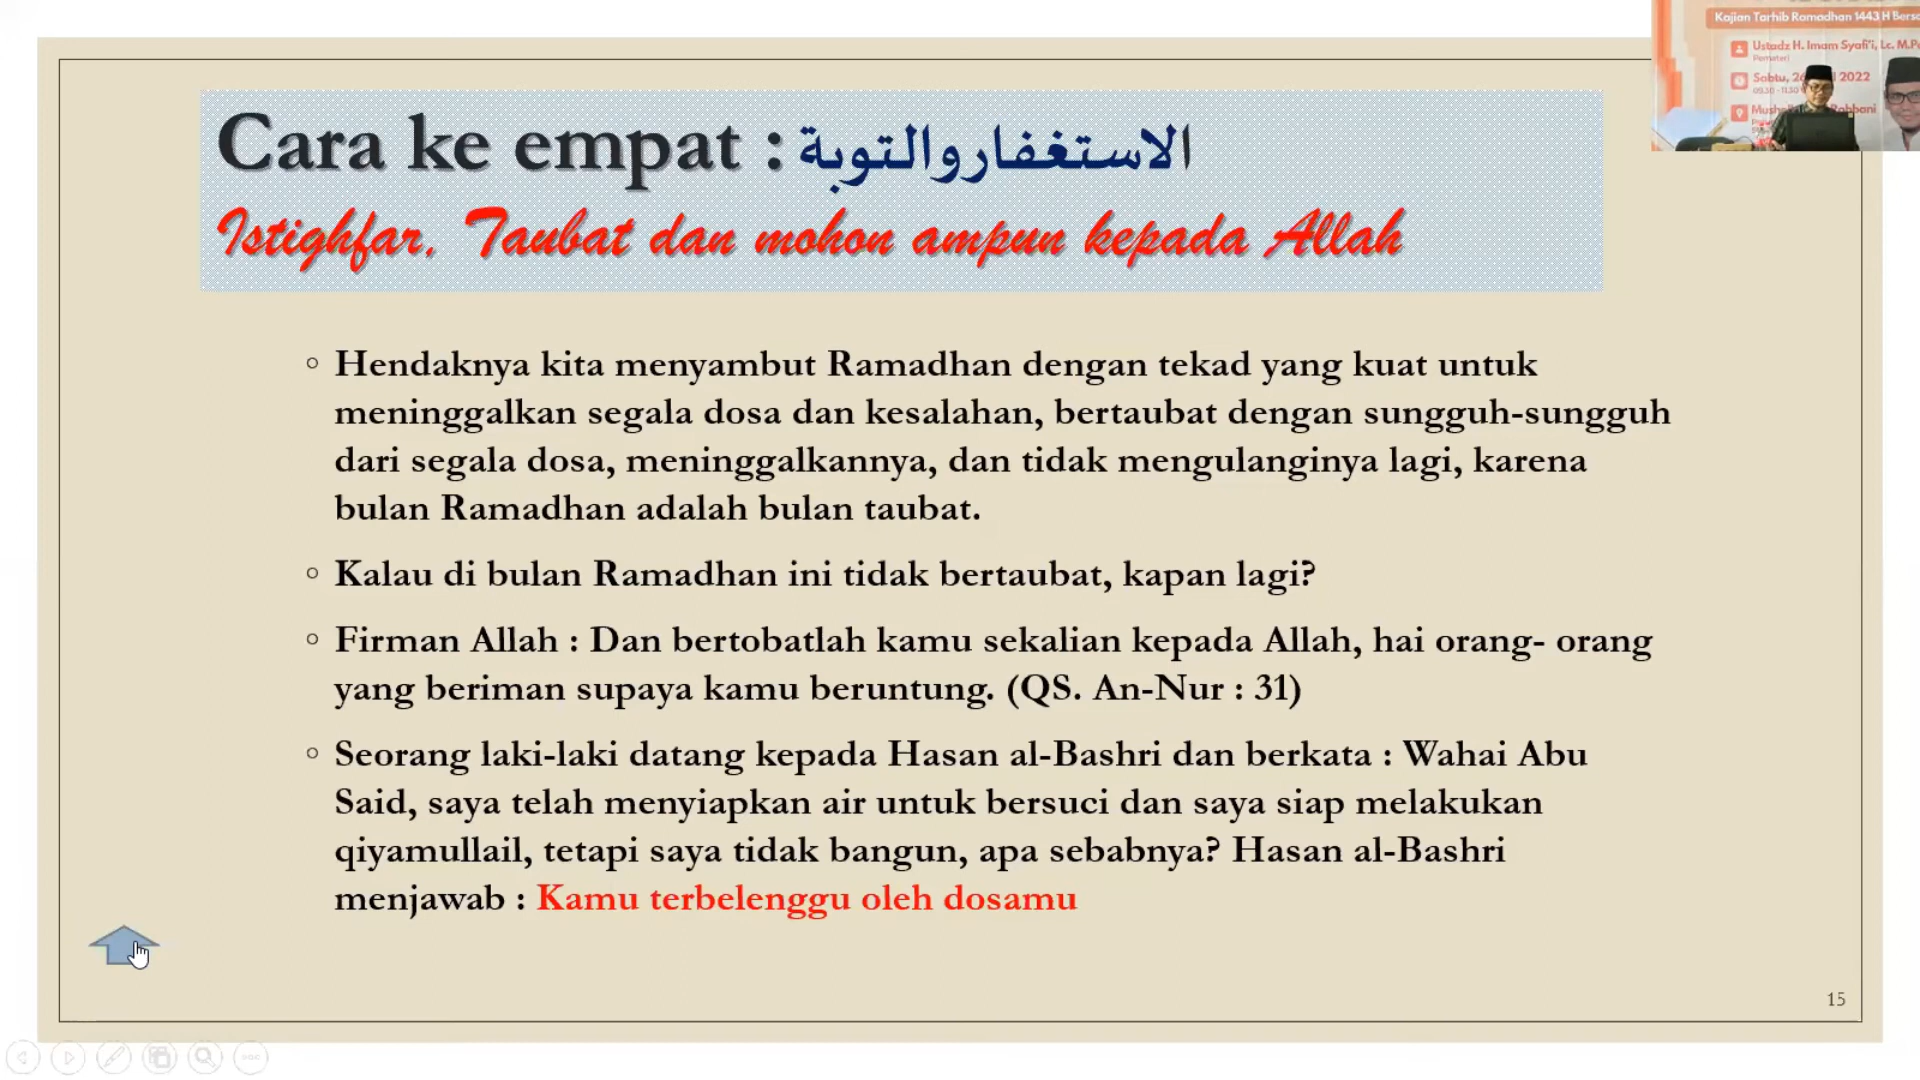 Kajian Tarhib Ramadhan 1443 H Bersa
Ustadz H. Imam Syafi'i, Lc. M.Pd
Pemateri
Sabtu, 2022
Cara ke empat : الاستغفاروالتوبة
Istighfar, Taubat dan mohon ampun kepada Allah
Hendaknya kita menyambut Ramadhan dengan tekad yang kuat untuk
meninggalkan segala dosa dan kesalahan, bertaubat dengan sungguh-sungguh
dari segala dosa, meninggalkannya, dan tidak mengulanginya lagi, karena
bulan Ramadhan adalah bulan taubat.
Kalau di bulan Ramadhan ini tidak bertaubat, kapan lagi?
Firman Allah : Dan bertobatlah kamu sekalian kepada Allah, hai orang- orang
yang beriman supaya kamu beruntung. (QS. An-Nur : 31)
Seorang laki-laki datang kepada Hasan al-Bashri dan berkata : Wahai Abu
Said, saya telah menyiapkan air untuk bersuci dan saya siap melakukan
qiyamullail, tetapi saya tidak bangun, apa sebabnya? Hasan al-Bashri
menjawab : Kamu terbelenggu oleh dosamu
15